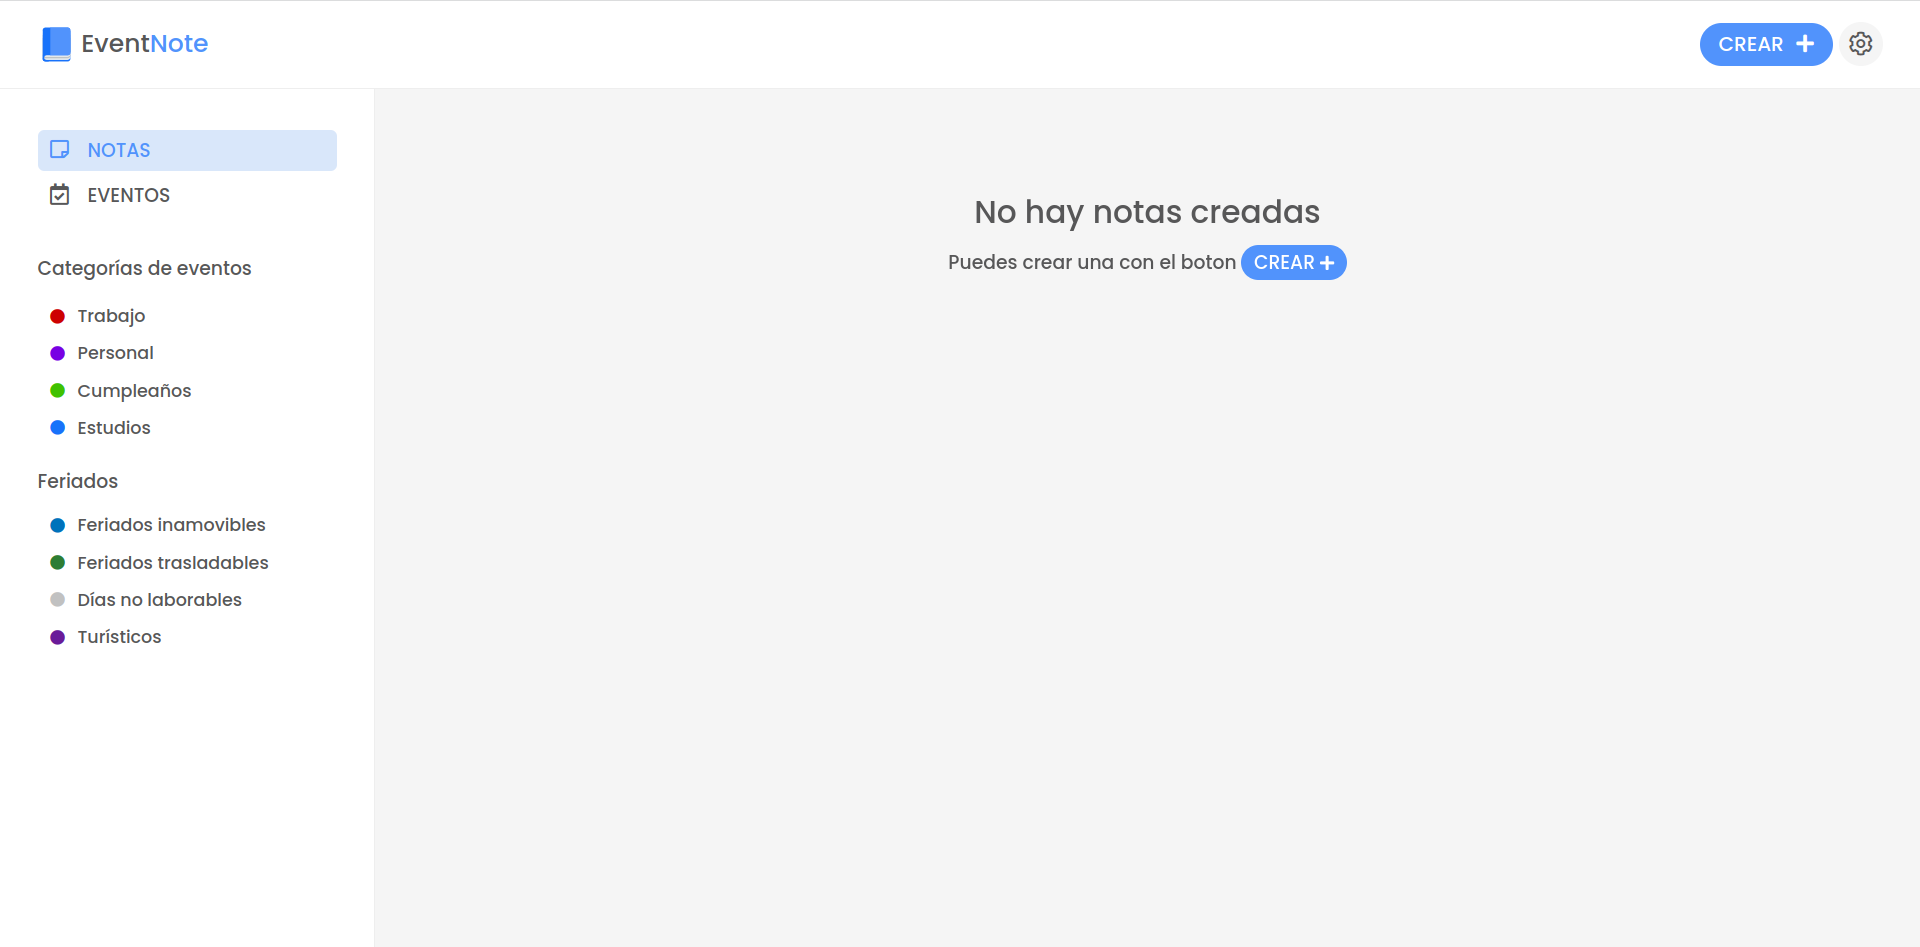 EventNote
CREAR
NOTAS
EVENTOS
Categorías de eventos
Trabajo
Personal
Cumpleaños
Estudios
Feriados
Feriados inamovibles
Feriados trasladables
Días no laborables
Turísticos
No hay notas creadas
Puedes crear una con el boton CREAR